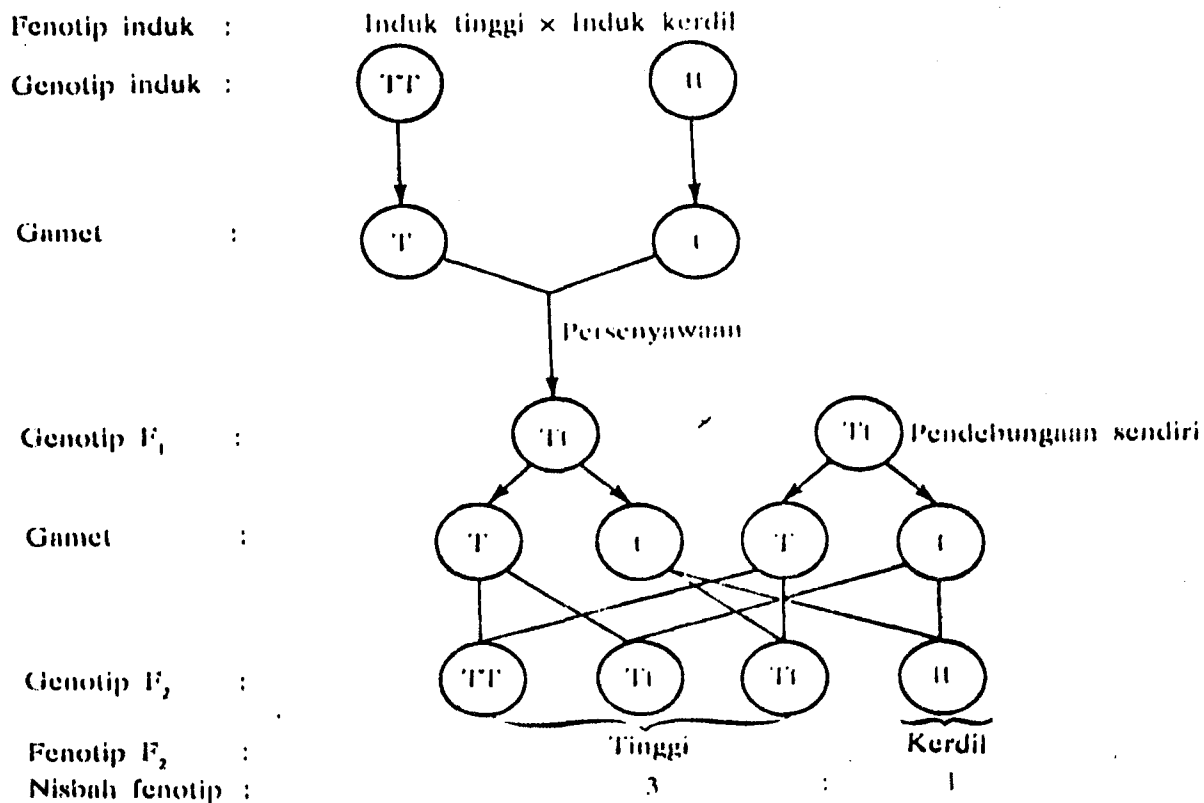 Fenotip induk : Induk tinggi × Induk kerdil
Genotip induk : TT tt
Gamet : T t
Persenyawaan
Genotip F₁ : Tt × Tt Pendebungaan sendiri
Gamet : T t T t
Genotip F₂ : TT Tt Tt tt
Fenotip F₂ : Tinggi Kerdil
Nisbah fenotip : 3 : 1